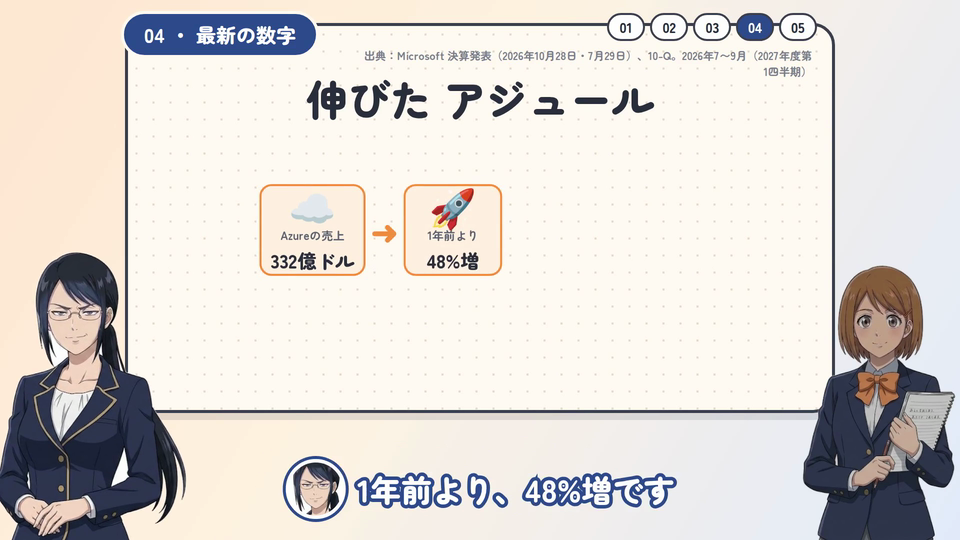 04 ・ 最新の数字
01 02 03 04 05
出典：Microsoft 決算発表（2026年10月28日・7月29日）、10-Q。2026年7〜9月（2027年度第
1四半期）
伸びた アジュール
Azureの売上
332億ドル
1年前より
48%増
1年前より、48%増です